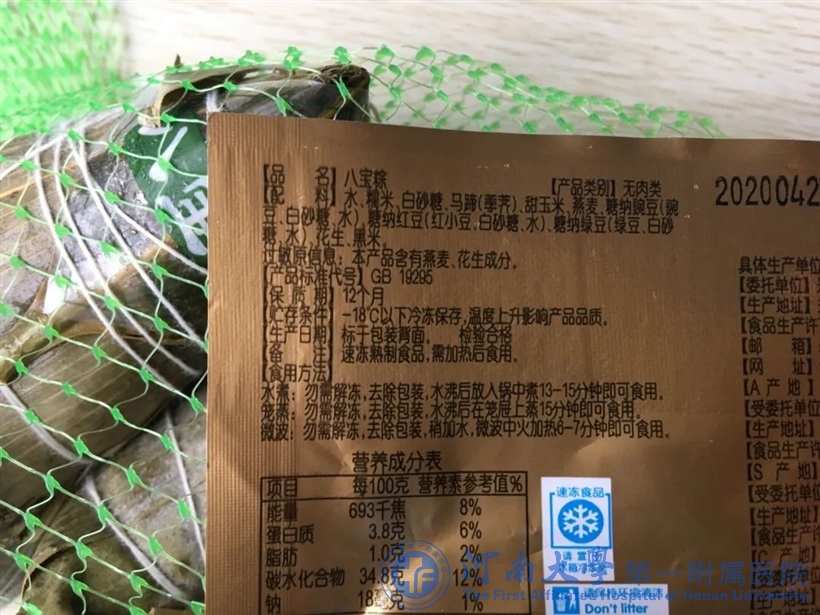 【品 名】八宝粽 【产品类别】无肉类
【配 料】水、糯米、白砂糖、马蹄(荸荠)、甜玉米、燕麦、糖纳豌豆(豌
豆、白砂糖、水)、糖纳红豆(红小豆、白砂糖、水)、糖纳绿豆(绿豆、白砂
糖、水)、花生、黑米。
过敏原信息：本产品含有燕麦、花生成分。
【产品标准代号】GB 19295
【保 质 期】12个月
【贮存条件】-18℃以下冷冻保存,温度上升影响产品品质。
【生产日期】标于包装背面。 检验合格
【备 注】速冻熟制食品,需加热后食用。
【食用方法】
水煮：勿需解冻,去除包装,水沸后放入锅中煮13-15分钟即可食用。
笼蒸：勿需解冻,去除包装,水沸后在笼屉上蒸15分钟即可食用。
微波：勿需解冻,去除包装,稍加水,微波中火加热6-7分钟即可食用。
营养成分表
项目 每100克 营养素参考值%
能量 693千焦 8%
蛋白质 3.8克 6%
脂肪 1.0克 2%
碳水化合物 34.8克 12%
钠 1%
速冻食品
Don't litter
20200427
具体生产单位
【委托单位】
【生产地址】
【食品生产许
【邮 箱】
【网 址】
【A 产 地】
【受委托单位
【生产地址】
【食品生产许
【S 产 地】
【受委托单位
【生产地址】
【食品生产许
【C 产 地】
河南大学第一附属医院
The First Affiliated Hospital of Henan University